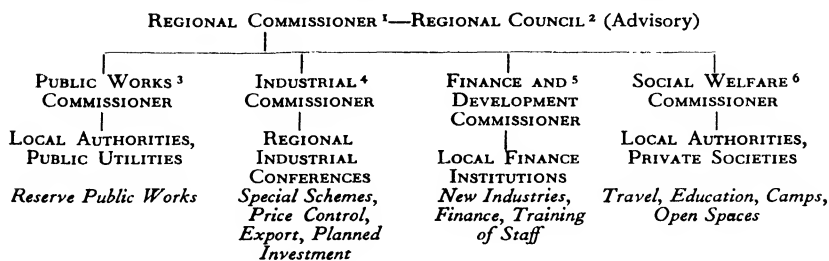 REGIONAL COMMISSIONER ¹—REGIONAL COUNCIL ² (Advisory)
PUBLIC WORKS ³
COMMISSIONER
LOCAL AUTHORITIES,
PUBLIC UTILITIES
Reserve Public Works
INDUSTRIAL ⁴
COMMISSIONER
REGIONAL
INDUSTRIAL
CONFERENCES
Special Schemes,
Price Control,
Export, Planned
Investment
FINANCE AND ⁵
DEVELOPMENT
COMMISSIONER
LOCAL FINANCE
INSTITUTIONS
New Industries,
Finance, Training
of Staff
SOCIAL WELFARE ⁶
COMMISSIONER
LOCAL AUTHORITIES,
PRIVATE SOCIETIES
Travel, Education, Camps,
Open Spaces